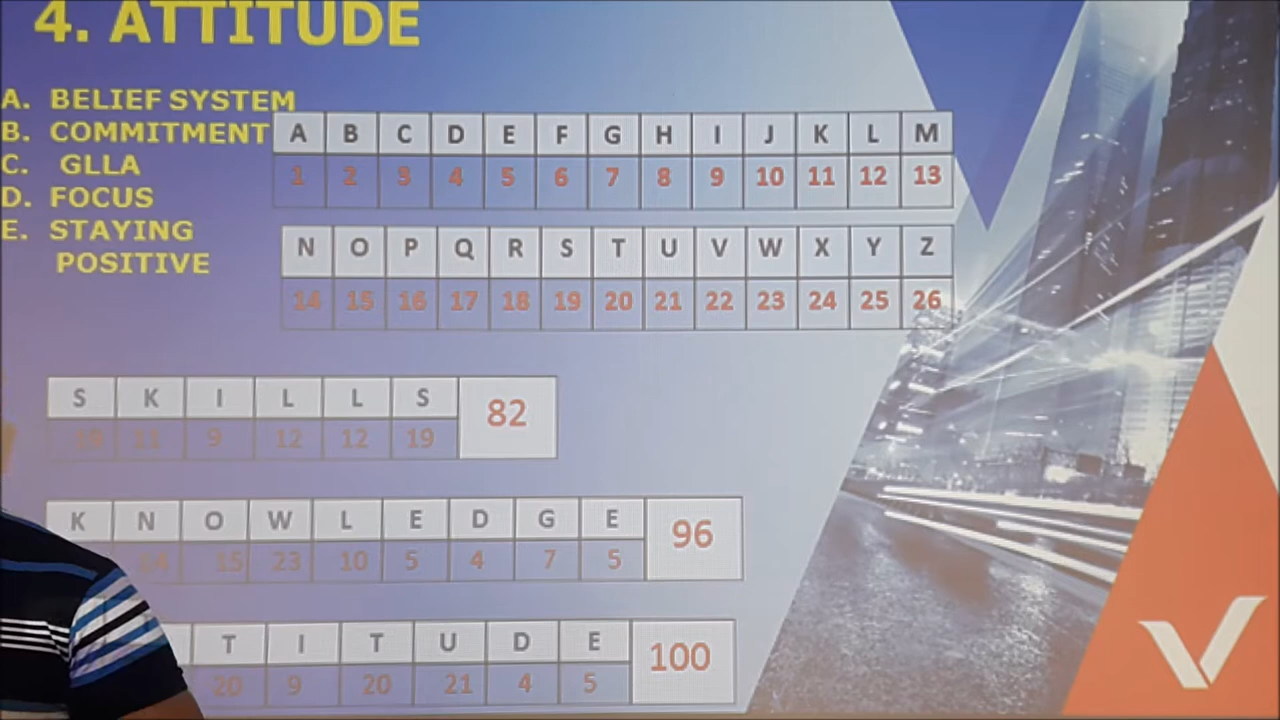 4. ATTITUDE
A. BELIEF SYSTEM
B. COMMITMENT
C. GLLA
D. FOCUS
E. STAYING
POSITIVE
A B C D E F G H I J K L M
1 2 3 4 5 6 7 8 9 10 11 12 13
N O P Q R S T U V W X Y Z
14 15 16 17 18 19 20 21 22 23 24 25 26
S K I L L S 82
19 11 9 12 12 19
K N O W L E D G E 96
14 15 23 10 5 4 7 5
T I T U D E 100
20 9 20 21 4 5